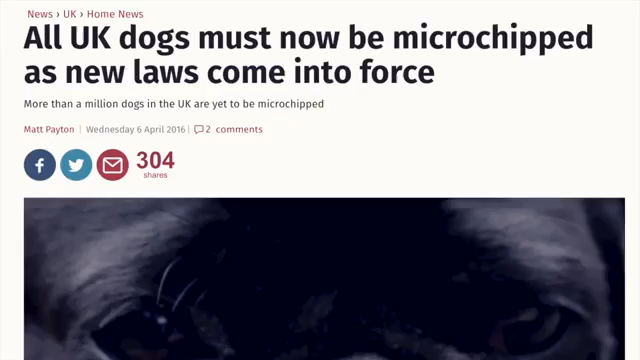 News › UK › Home News
All UK dogs must now be microchipped
as new laws come into force
More than a million dogs in the UK are yet to be microchipped
Matt Payton | Wednesday 6 April 2016 | 2 comments
304
shares